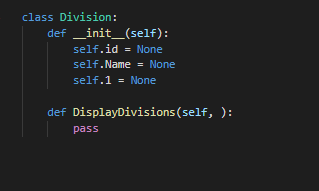 class Division:
    def __init__(self):
        self.id = None
        self.Name = None
        self.1 = None

    def DisplayDivisions(self, ):
        pass